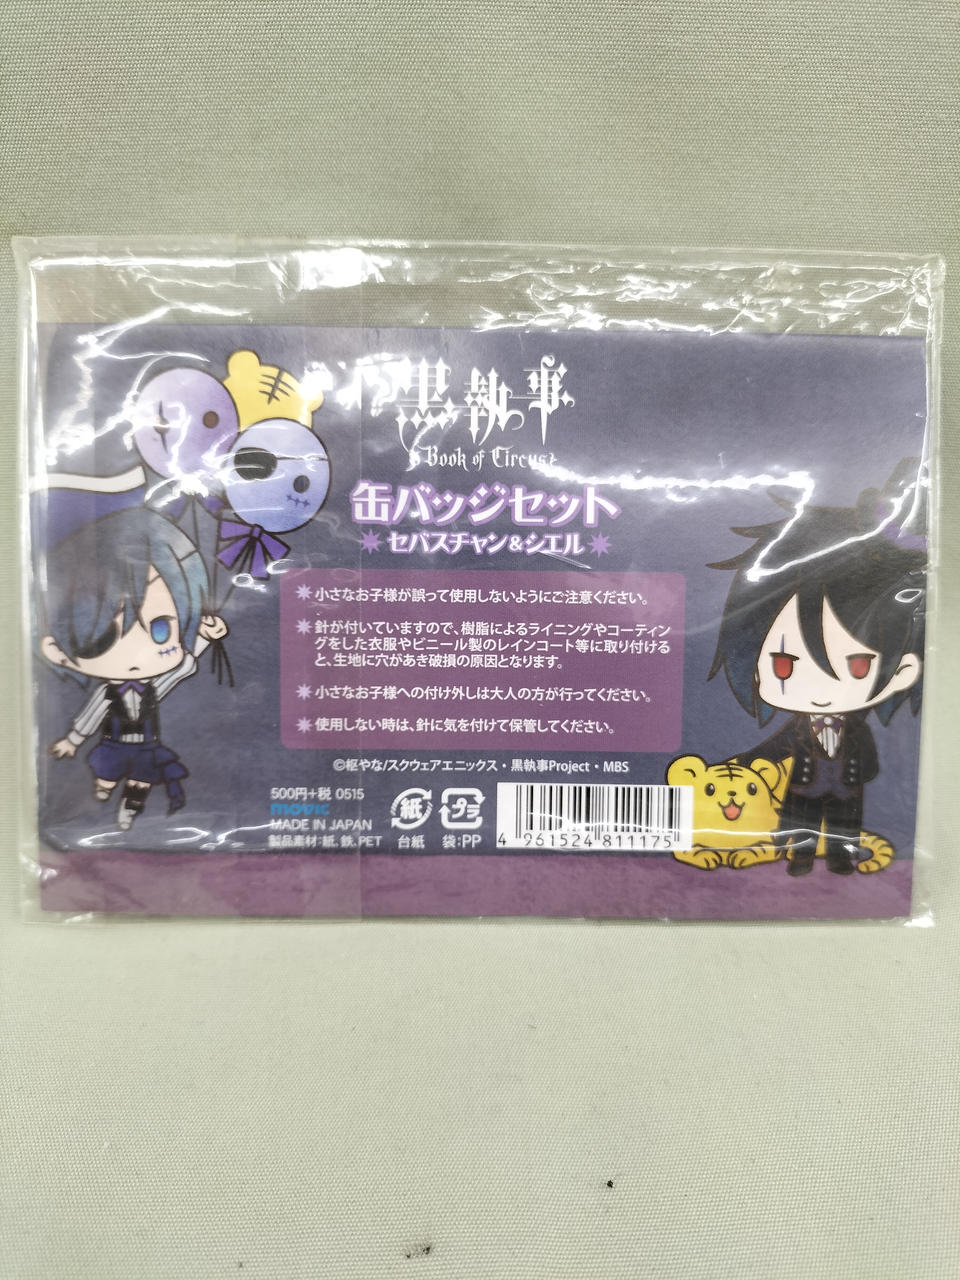 黒執事
Book of Circus
缶バッジセット
セバスチャン&シエル
小さなお子様が誤って使用しないようにご注意ください。
針が付いていますので、樹脂によるライニングやコーティン
グをした衣服やビニール製のレインコート等に取り付ける
と、生地に穴があき破損の原因となります。
小さなお子様への付け外しは大人の方が行ってください。
使用しない時は、針に気を付けて保管してください。
©枢やな/スクウェアエニックス・黒執事Project・MBS
500円+税 0515
movic
MADE IN JAPAN
製品素材:紙、鉄、PET
紙
台紙
プラ
袋:PP
4 961524 811175